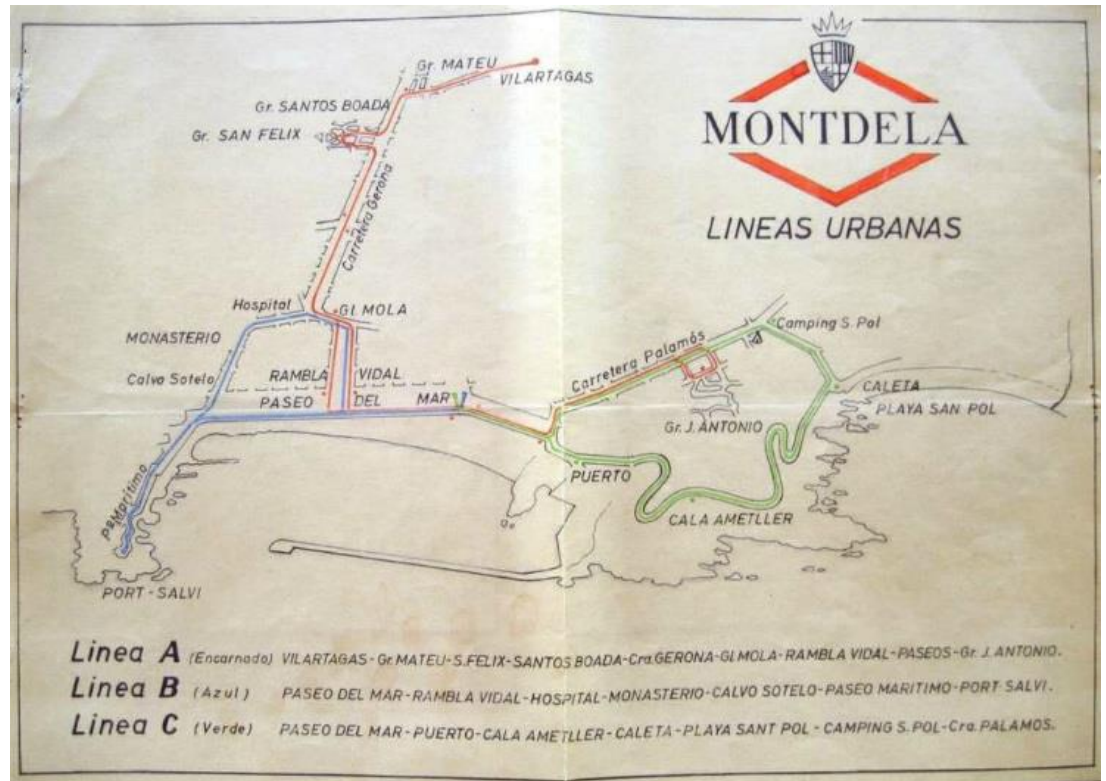 MONTDELA
LINEAS URBANAS
Gr. MATEU
VILARTAGAS
Gr. SANTOS BOADA
Gr. SAN FELIX
Carretera Gerona
Hospital
Gl. MOLA
MONASTERIO
Calvo Sotelo
RAMBLA VIDAL
PASEO DEL MAR
Carretera Palamós
Camping S. Pol
CALETA
PLAYA SAN POL
Gr. J. ANTONIO
PUERTO
CALA AMETLLER
Pº Marítimo
PORT-SALVI
Linea A (Encarnado) VILARTAGAS-Gr. MATEU-S. FELIX-SANTOS BOADA-Cra. GERONA-Gl. MOLA-RAMBLA VIDAL-PASEOS-Gr. J. ANTONIO.
Linea B (Azul) PASEO DEL MAR-RAMBLA VIDAL-HOSPITAL-MONASTERIO-CALVO SOTELO-PASEO MARITIMO-PORT SALVI.
Linea C (Verde) PASEO DEL MAR-PUERTO-CALA AMETLLER-CALETA-PLAYA SANT POL-CAMPING S. POL-Cra. PALAMOS.